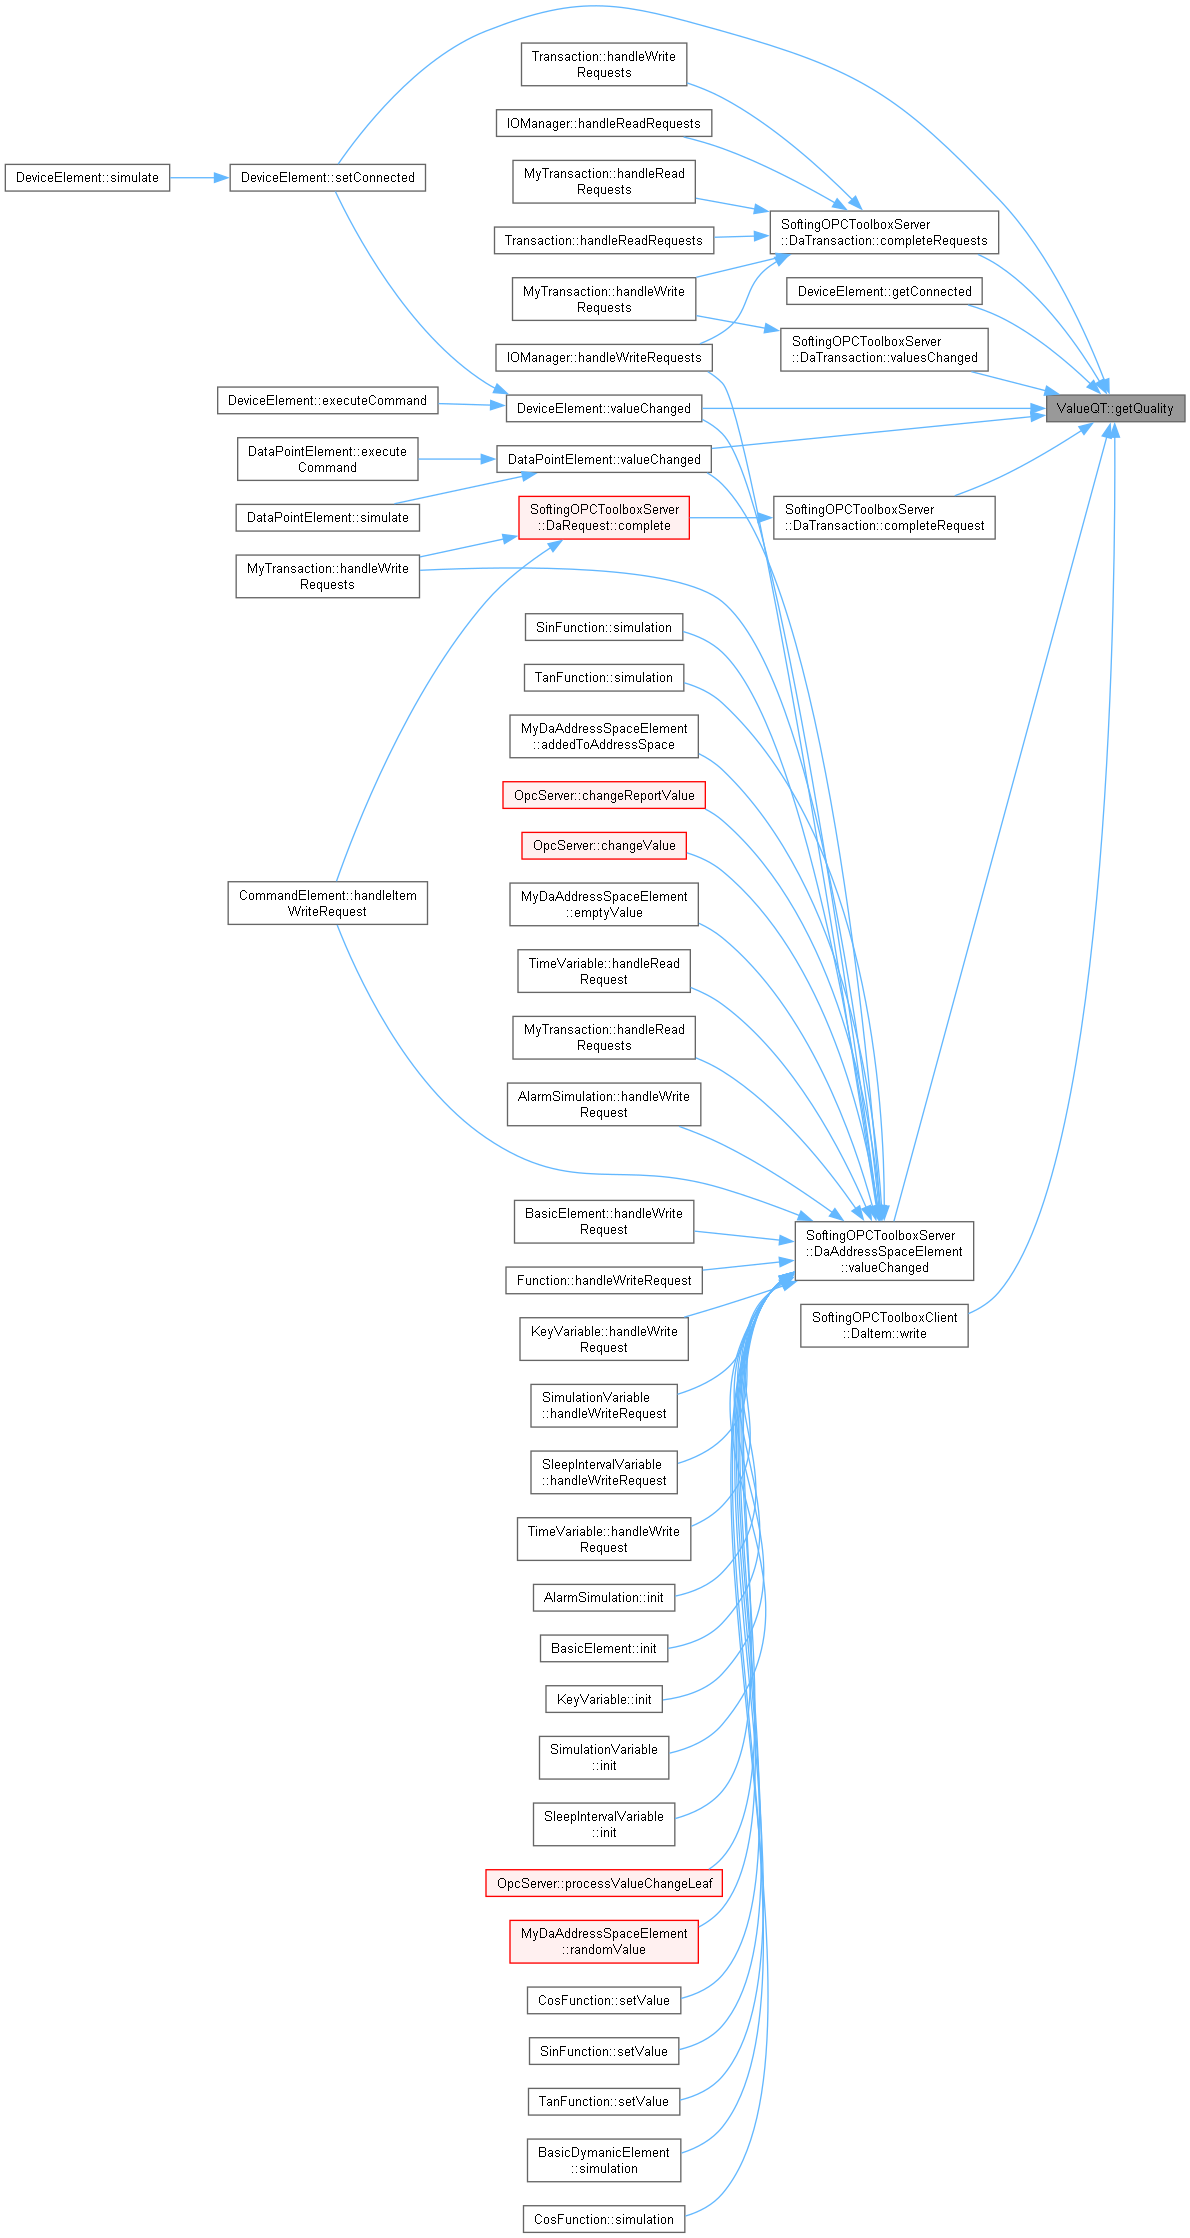 Transaction::handleWrite
Requests
IOManager::handleReadRequests
MyTransaction::handleRead
Requests
DeviceElement::simulate
DeviceElement::setConnected
SoftingOPCToolboxServer
::DaTransaction::completeRequests
Transaction::handleReadRequests
DeviceElement::getConnected
MyTransaction::handleWrite
Requests
SoftingOPCToolboxServer
::DaTransaction::valuesChanged
IOManager::handleWriteRequests
DeviceElement::executeCommand
DeviceElement::valueChanged
ValueQT::getQuality
DataPointElement::execute
Command
DataPointElement::valueChanged
DataPointElement::simulate
SoftingOPCToolboxServer
::DaRequest::complete
SoftingOPCToolboxServer
::DaTransaction::completeRequest
MyTransaction::handleWrite
Requests
SinFunction::simulation
TanFunction::simulation
MyDaAddressSpaceElement
::addedToAddressSpace
OpcServer::changeReportValue
OpcServer::changeValue
CommandElement::handleItem
WriteRequest
MyDaAddressSpaceElement
::emptyValue
TimeVariable::handleRead
Request
MyTransaction::handleRead
Requests
AlarmSimulation::handleWrite
Request
BasicElement::handleWrite
Request
SoftingOPCToolboxServer
::DaAddressSpaceElement
::valueChanged
Function::handleWriteRequest
SoftingOPCToolboxClient
::DaItem::write
KeyVariable::handleWrite
Request
SimulationVariable
::handleWriteRequest
SleepIntervalVariable
::handleWriteRequest
TimeVariable::handleWrite
Request
AlarmSimulation::init
BasicElement::init
KeyVariable::init
SimulationVariable
::init
SleepIntervalVariable
::init
OpcServer::processValueChangeLeaf
MyDaAddressSpaceElement
::randomValue
CosFunction::setValue
SinFunction::setValue
TanFunction::setValue
BasicDymanicElement
::simulation
CosFunction::simulation